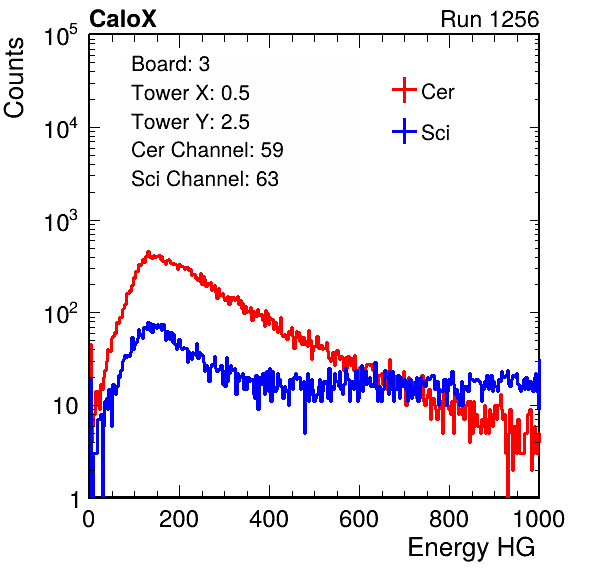 CaloX Run 1256
Counts
10^5
10^4
10^3
10^2
10
1
Board: 3
Tower X: 0.5
Tower Y: 2.5
Cer Channel: 59
Sci Channel: 63
Cer
Sci
0 200 400 600 800 1000
Energy HG